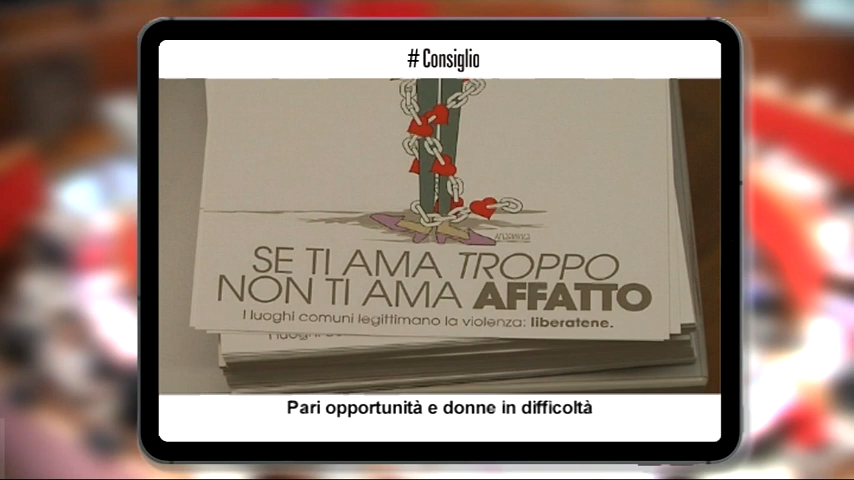 #Consiglio
SE TI AMA TROPPO
NON TI AMA AFFATTO
I luoghi comuni legittimano la violenza: liberatene.
I luoghi
Pari opportunità e donne in difficoltà